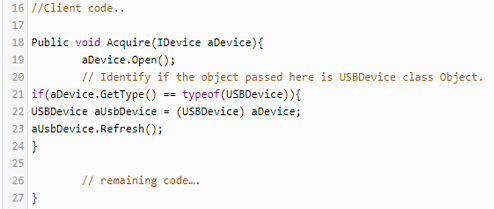 16 //Client code..
17
18 Public void Acquire(IDevice aDevice){
19 aDevice.Open();
20 // Identify if the object passed here is USBDevice class Object.
21 if(aDevice.GetType() == typeof(USBDevice)){
22 USBDevice aUsbDevice = (USBDevice) aDevice;
23 aUsbDevice.Refresh();
24 }
25
26 // remaining code….
27 }